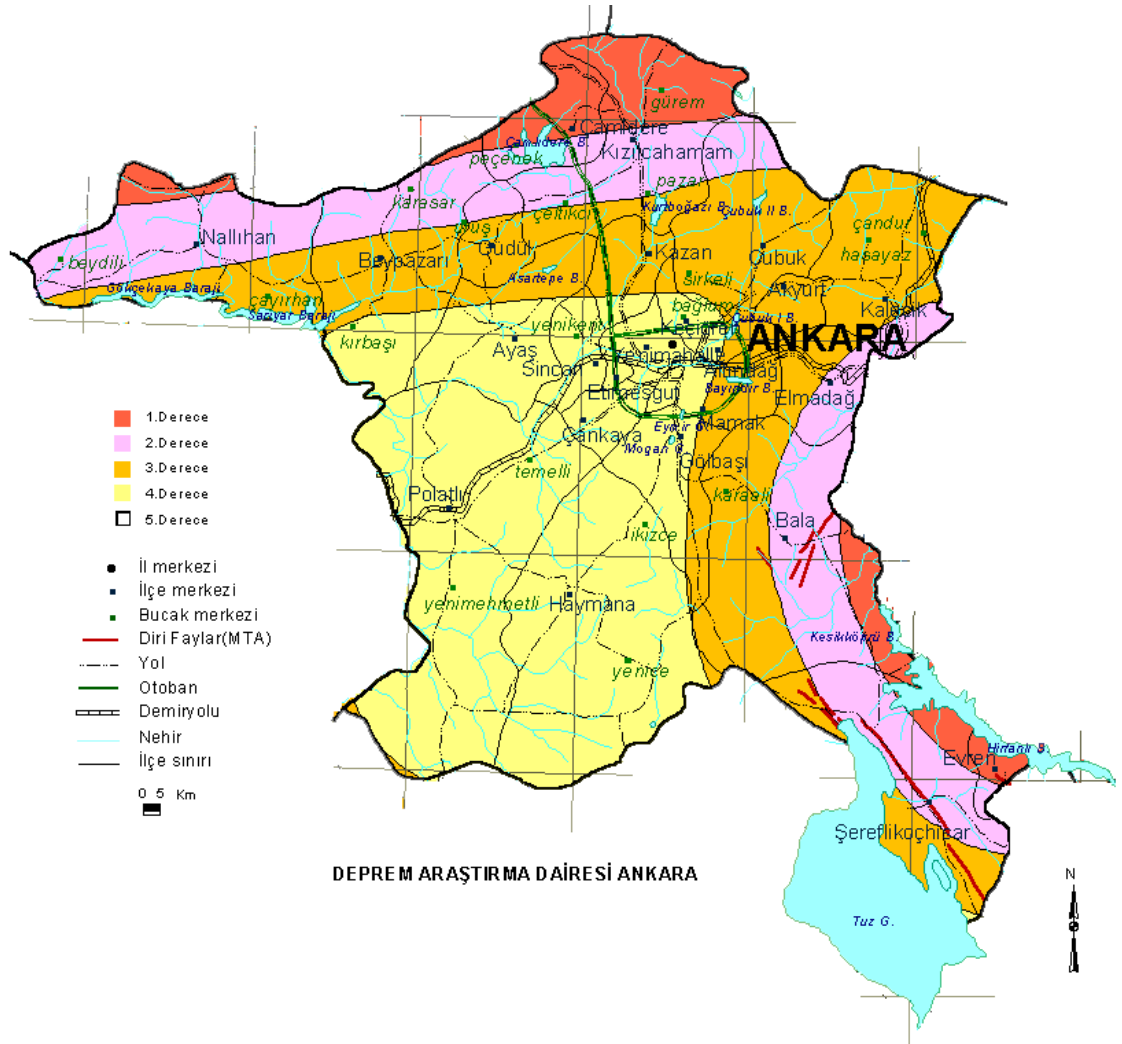 gürem
Çamlıdere
Çamlıdere B.
Kızılcahamam
peçenek
pazar
karasar
çeltikçi
Kurtboğazı B.
Çubuk II B.
uruş
çandır
Nallıhan
Güdül
Beypazarı
Kazan
Çubuk
hasayaz
beydili
Asartepe B.
sirkeli
Gökçekaya Barajı
Akyurt
çayırhan
Sarıyar Barajı
bağlum
Kalecik
Çubuk I B.
kırbaşı
yenikent
Keçiören
ANKARA
Ayaş
Yenimahalle
Sincan
Altındağ
Etimesgut
Bayındır B.
Elmadağ
Eymir G.
Mamak
Çankaya
Mogan G.
Gölbaşı
temelli
Polatlı
karaali
ikizce
Bala
yenimehmetli
Haymana
Kesikköprü B.
yenice
Hirfanlı B.
Evren
Şereflikoçhisar
Tuz G.
1.Derece
2.Derece
3.Derece
4.Derece
5.Derece
İl merkezi
İlçe merkezi
Bucak merkezi
Diri Faylar(MTA)
Yol
Otoban
Demiryolu
Nehir
İlçe sınırı
0 5 Km
DEPREM ARAŞTIRMA DAİRESİ ANKARA
N